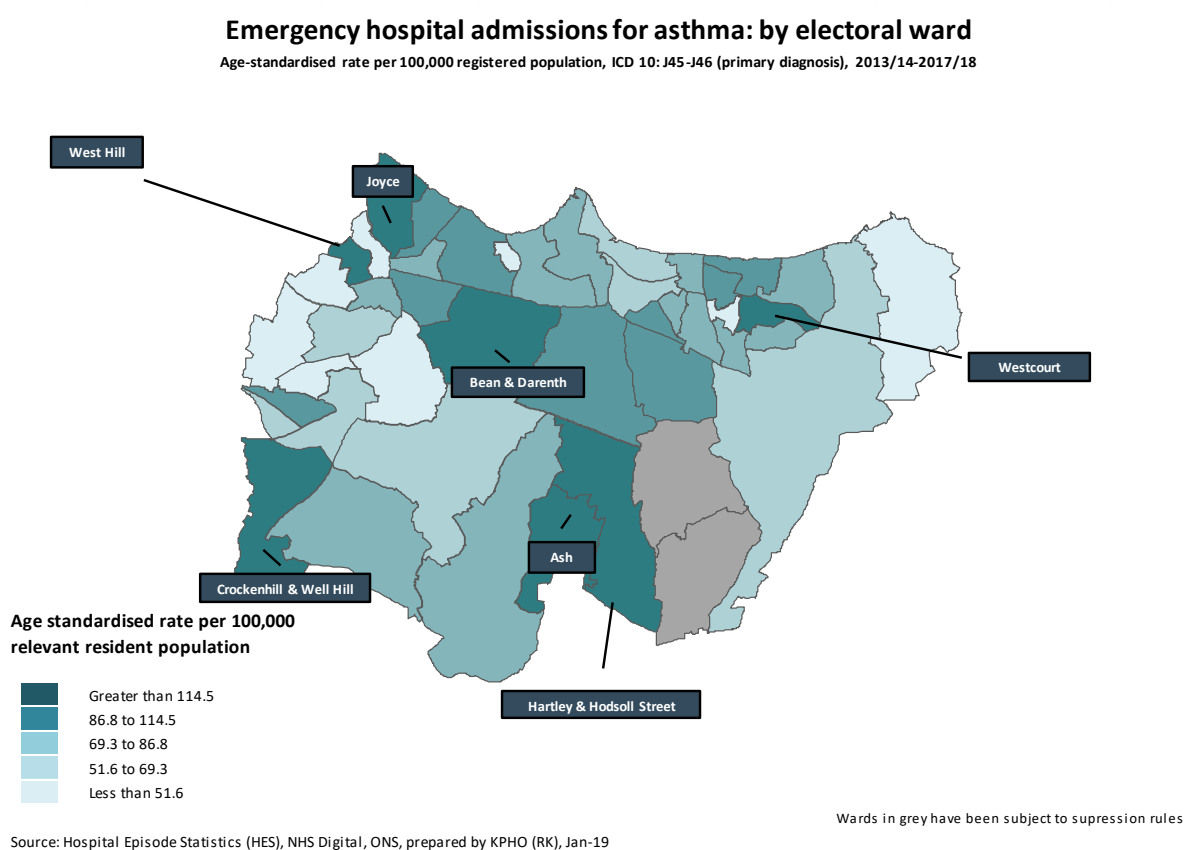 Emergency hospital admissions for asthma: by electoral ward
Age-standardised rate per 100,000 registered population, ICD 10: J45-J46 (primary diagnosis), 2013/14-2017/18
West Hill
Joyce
Westcourt
Bean & Darenth
Ash
Crockenhill & Well Hill
Hartley & Hodsoll Street
Age standardised rate per 100,000
relevant resident population
Greater than 114.5
86.8 to 114.5
69.3 to 86.8
51.6 to 69.3
Less than 51.6
Wards in grey have been subject to supression rules
Source: Hospital Episode Statistics (HES), NHS Digital, ONS, prepared by KPHO (RK), Jan-19